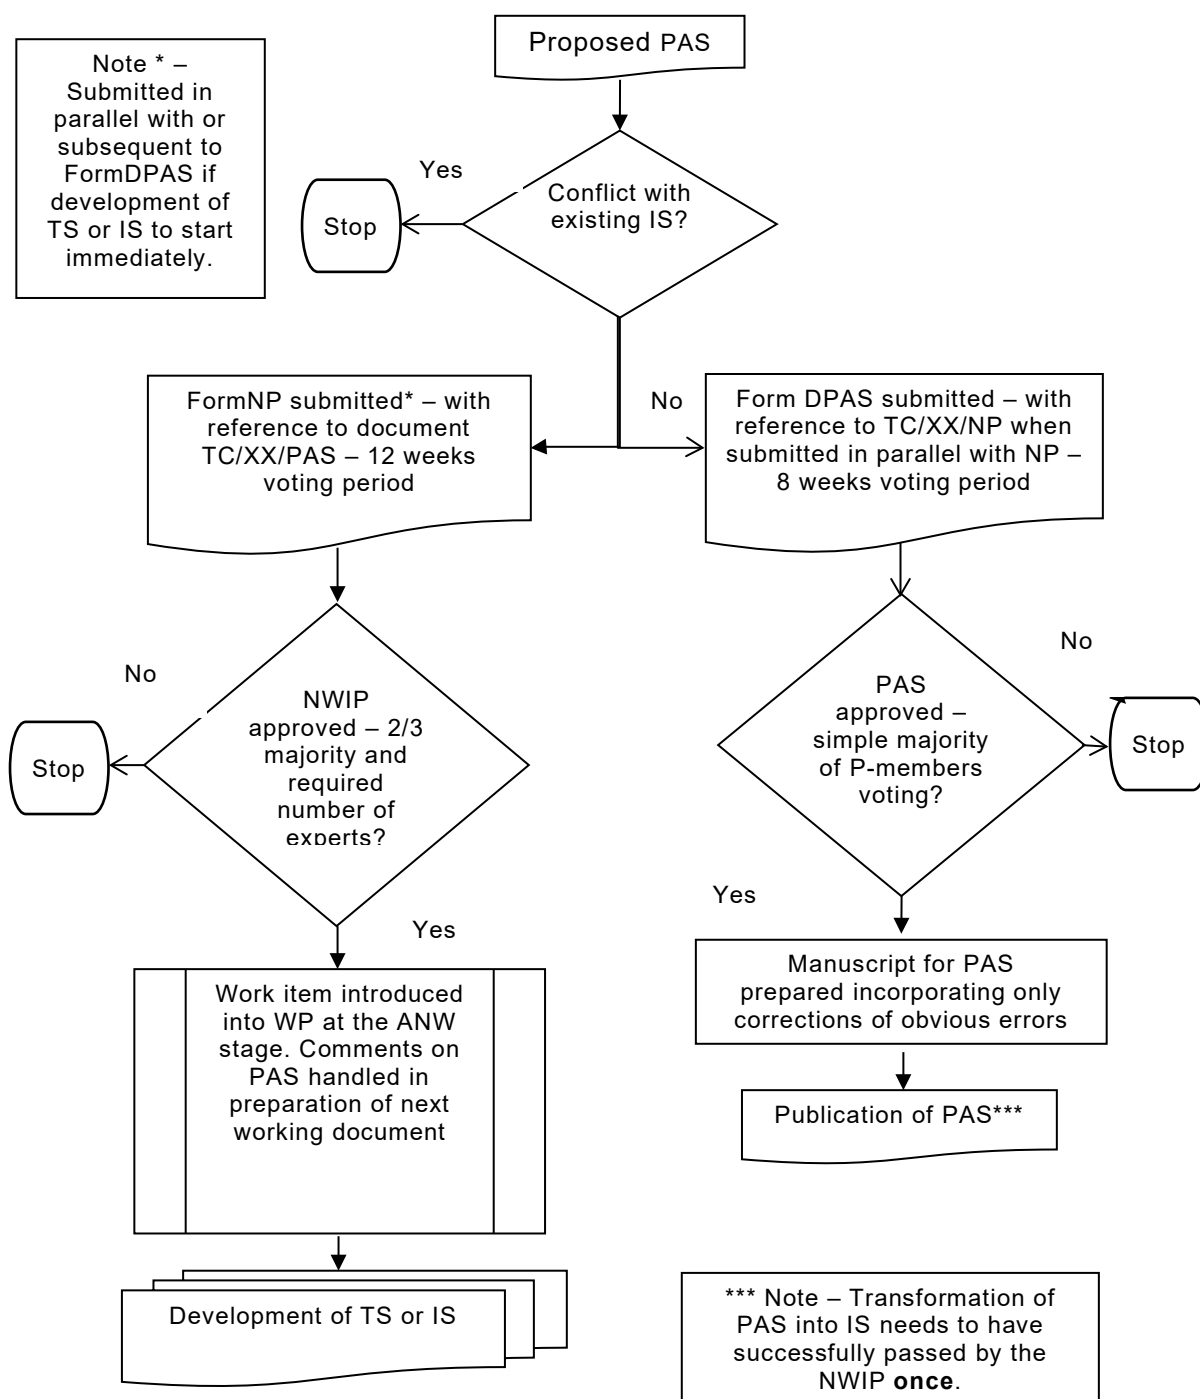 Proposed PAS
Note * –
Submitted in
parallel with or
subsequent to
FormDPAS if
development of
TS or IS to start
immediately.
Yes
Stop
Conflict with
existing IS?
FormNP submitted* – with
reference to document
TC/XX/PAS – 12 weeks
voting period
No
Form DPAS submitted – with
reference to TC/XX/NP when
submitted in parallel with NP –
8 weeks voting period
No
Stop
NWIP
approved – 2/3
majority and
required
number of
experts?
No
PAS
approved –
simple majority
of P-members
voting?
Stop
Yes
Yes
Work item introduced
into WP at the ANW
stage. Comments on
PAS handled in
preparation of next
working document
Manuscript for PAS
prepared incorporating only
corrections of obvious errors
Publication of PAS***
Development of TS or IS
*** Note – Transformation of
PAS into IS needs to have
successfully passed by the
NWIP once.